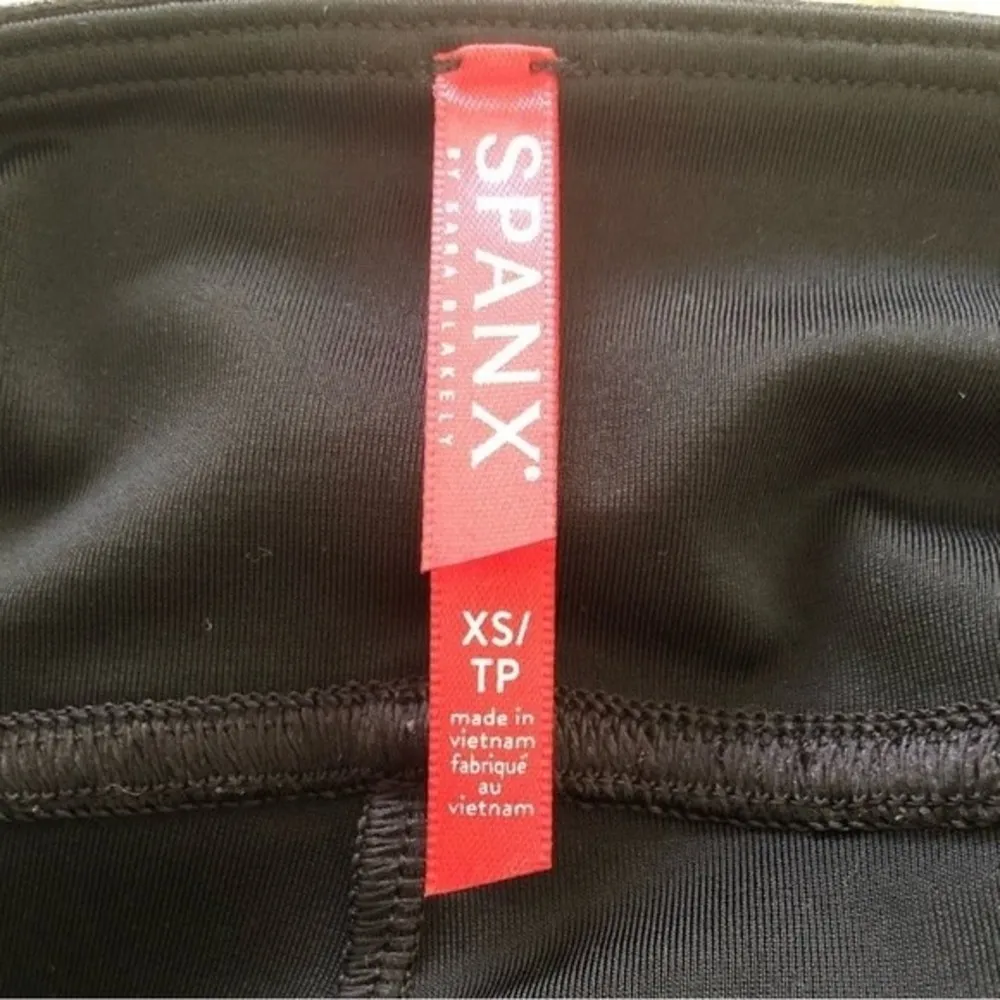 SPANX®
BY SARA BLAKELY
XS/
TP
made in
vietnam
fabriqué
au
vietnam